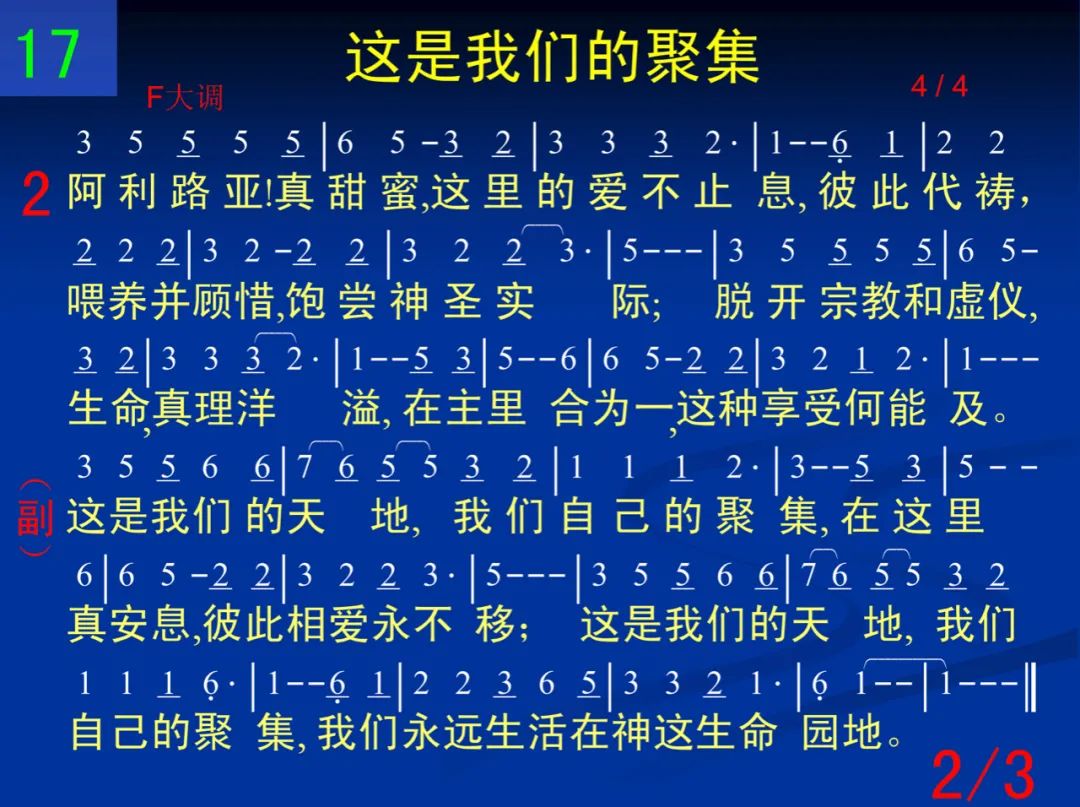 17
这是我们的聚集
F大调
4 / 4
3 5 5 5 5|6 5 -3 2|3 3 3 2·|1--6 1|2 2
2
阿利路亚!真甜蜜,这里的爱不止息,彼此代祷，
2 2 2|3 2 -2 2|3 2 2 3·|5---|3 5 5 5 5|6 5-
喂养并顾惜,饱尝神圣实 际; 脱开宗教和虚仪,
3 2|3 3 3 2·|1--5 3|5--6|6 5-2 2|3 2 1 2·|1---
生命,真理洋 溢,在主里 合为一,这种享受何能 及。
3 5 5 6 6|7 6 5 5 3 2|1 1 1 2·|3--5 3|5 - -
（副）
这是我们的天 地, 我们自己的聚 集,在这里
6|6 5 -2 2|3 2 2 3·|5---|3 5 5 6 6|7 6 5 5 3 2
真安息,彼此相爱永不 移； 这是我们的天 地, 我们
1 1 1 6·|1--6 1|2 2 3 6 5|3 3 2 1·|6 1--|1---‖
自己的聚 集,我们永远生活在神这生命 园地。
2/3